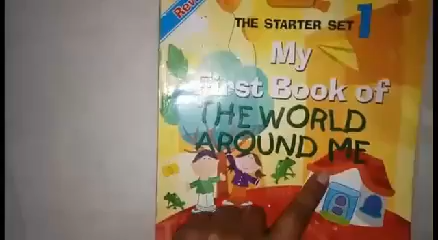 THE STARTER SET 1
My
First Book of
THE WORLD
AROUND ME